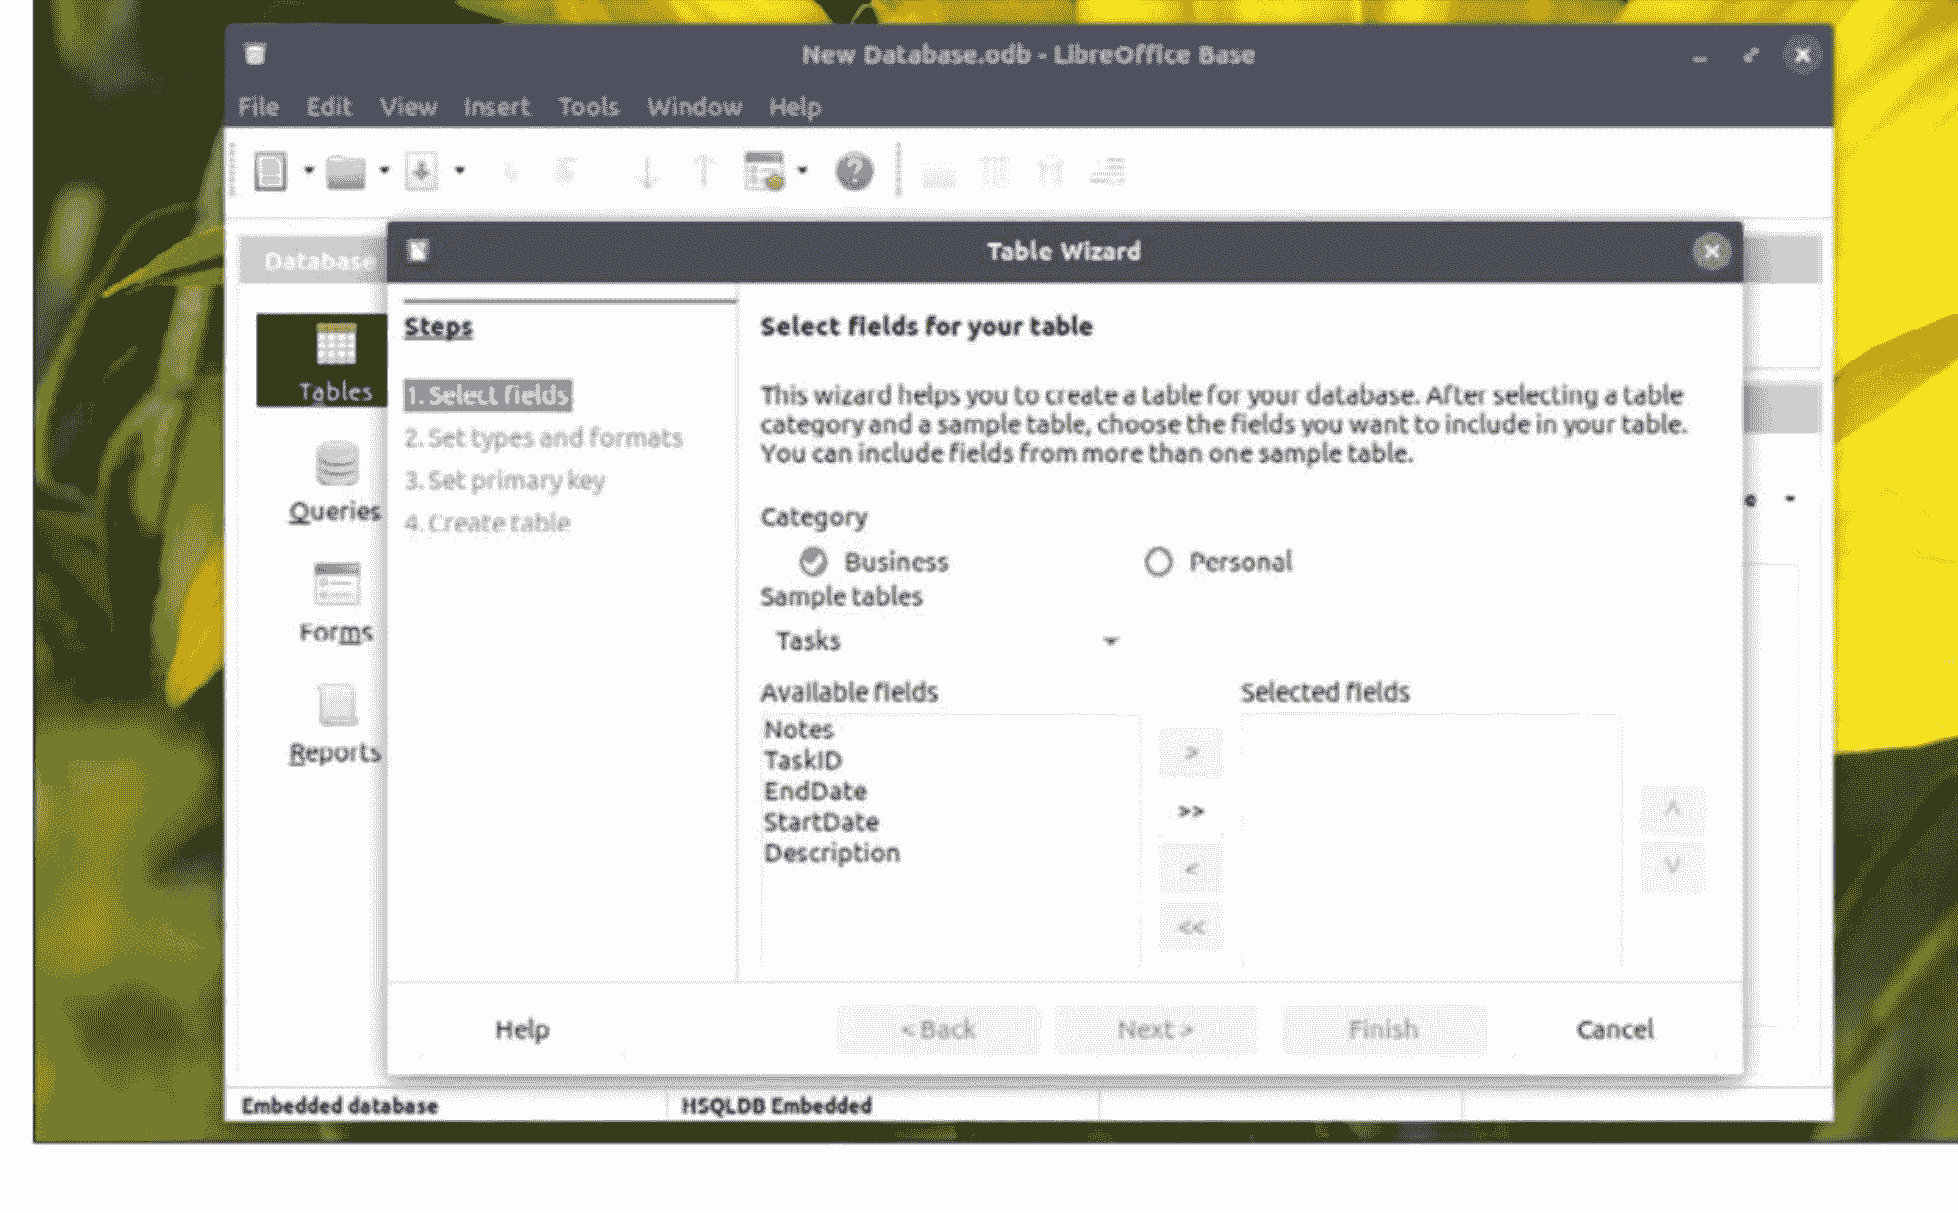 New Database.odb - LibreOffice Base
File Edit View Insert Tools Window Help
Database
Tables
Queries
Forms
Reports
Table Wizard
Steps
1. Select fields
2. Set types and formats
3. Set primary key
4. Create table
Select fields for your table
This wizard helps you to create a table for your database. After selecting a table
category and a sample table, choose the fields you want to include in your table.
You can include fields from more than one sample table.
Category
Business Personal
Sample tables
Tasks
Available fields Selected fields
Notes
TaskID
EndDate
StartDate
Description
>
>>
<
<<
Help < Back Next > Finish Cancel
Embedded database HSQLDB Embedded